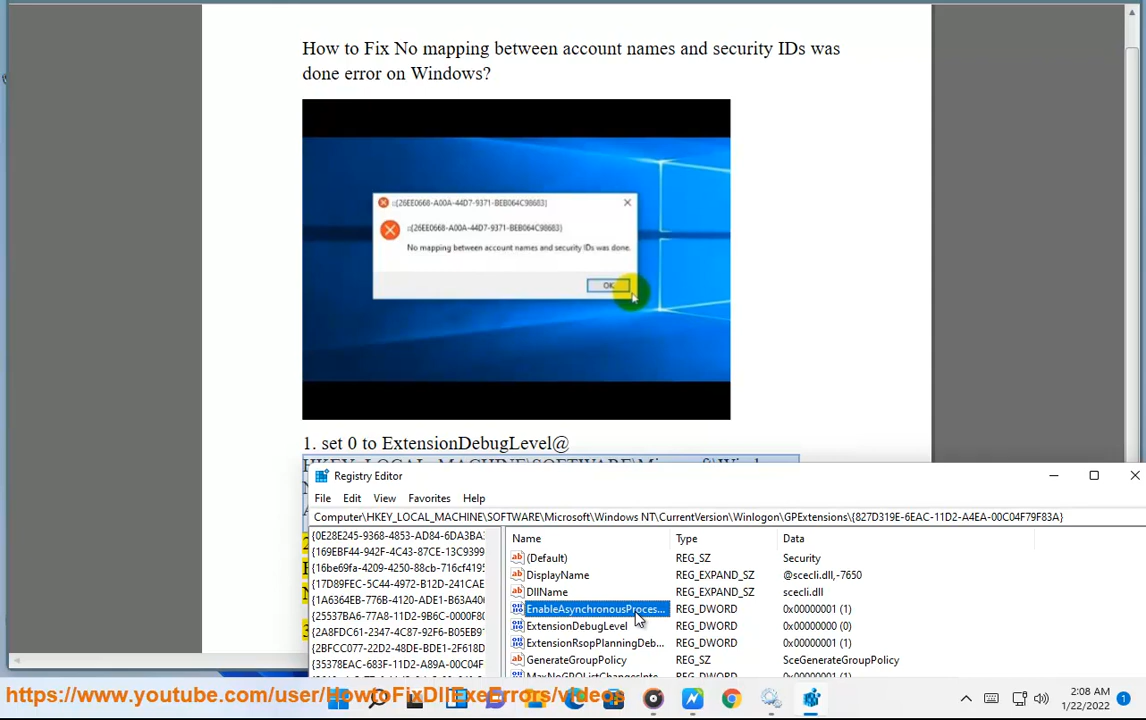 How to Fix No mapping between account names and security IDs was
done error on Windows?
::{26EE0668-A00A-44D7-9371-BEB064C98683}
::{26EE0668-A00A-44D7-9371-BEB064C98683}
No mapping between account names and security IDs was done.
OK
1. set 0 to ExtensionDebugLevel@
Registry Editor
File Edit View Favorites Help
Computer\HKEY_LOCAL_MACHINE\SOFTWARE\Microsoft\Windows NT\CurrentVersion\Winlogon\GPExtensions\{827D319E-6EAC-11D2-A4EA-00C04F79F83A}
Name Type Data
{0E28E245-9368-4853-AD84-6DA3BA3
(Default) REG_SZ Security
{169EBF44-942F-4C43-87CE-13C9399
DisplayName REG_EXPAND_SZ @scecli.dll,-7650
{16be69fa-4209-4250-88cb-716cf4195
DllName REG_EXPAND_SZ scecli.dll
{17D89FEC-5C44-4972-B12D-241CAE
EnableAsynchronousProces... REG_DWORD 0x00000001 (1)
{1A6364EB-776B-4120-ADE1-B63A406
ExtensionDebugLevel REG_DWORD 0x00000000 (0)
{25537BA6-77A8-11D2-9B6C-0000F80
ExtensionRsopPlanningDeb... REG_DWORD 0x00000001 (1)
{2A8FDC61-2347-4C87-92F6-B05EB91
GenerateGroupPolicy REG_SZ SceGenerateGroupPolicy
{2BFCC077-22D2-48DE-BDE1-2F618D
{35378EAC-683F-11D2-A89A-00C04F
https://www.youtube.com/user/HowtoFixDllExeErrors/videos
2:08 AM
1/22/2022
1